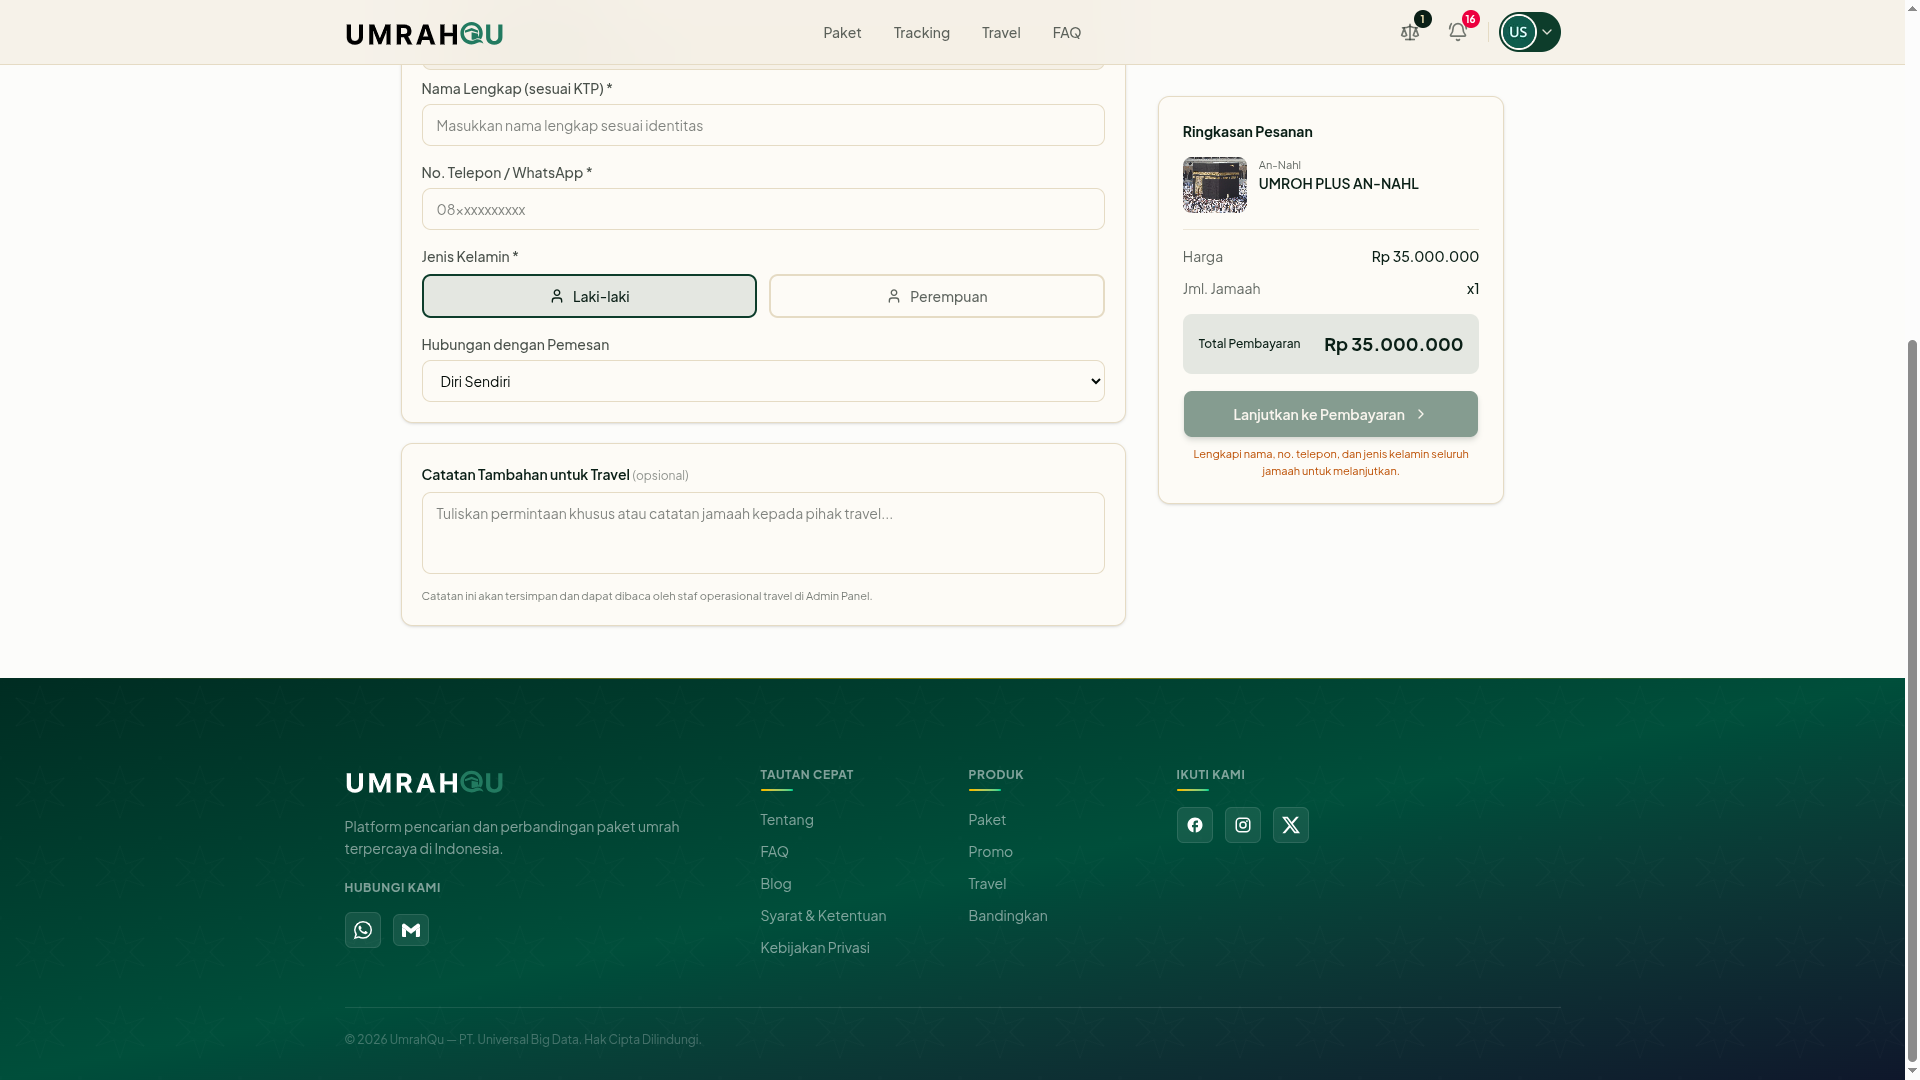 UMRAHQU
Paket
Tracking
Travel
FAQ
1
16
US
Nama Lengkap (sesuai KTP) *
Masukkan nama lengkap sesuai identitas
No. Telepon / WhatsApp *
08xxxxxxxxxx
Jenis Kelamin *
Laki-laki
Perempuan
Hubungan dengan Pemesan
Diri Sendiri
Catatan Tambahan untuk Travel (opsional)
Tuliskan permintaan khusus atau catatan jamaah kepada pihak travel...
Catatan ini akan tersimpan dan dapat dibaca oleh staf operasional travel di Admin Panel.
Ringkasan Pesanan
An-Nahl
UMROH PLUS AN-NAHL
Harga
Rp 35.000.000
Jml. Jamaah
x1
Total Pembayaran
Rp 35.000.000
Lanjutkan ke Pembayaran
Lengkapi nama, no. telepon, dan jenis kelamin seluruh
jamaah untuk melanjutkan.
UMRAHQU
Platform pencarian dan perbandingan paket umrah
terpercaya di Indonesia.
HUBUNGI KAMI
TAUTAN CEPAT
Tentang
FAQ
Blog
Syarat & Ketentuan
Kebijakan Privasi
PRODUK
Paket
Promo
Travel
Bandingkan
IKUTI KAMI
© 2026 UmrahQu — PT. Universal Big Data. Hak Cipta Dilindungi.